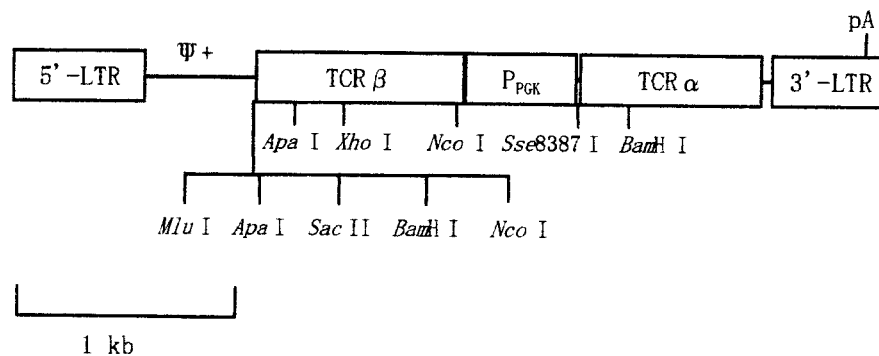 pA
Ψ+
5'-LTR
TCR β
P_PGK
TCR α
3'-LTR
Apa I Xho I Nco I Sse8387 I BamH I
Mlu I Apa I Sac II BamH I Nco I
1 kb